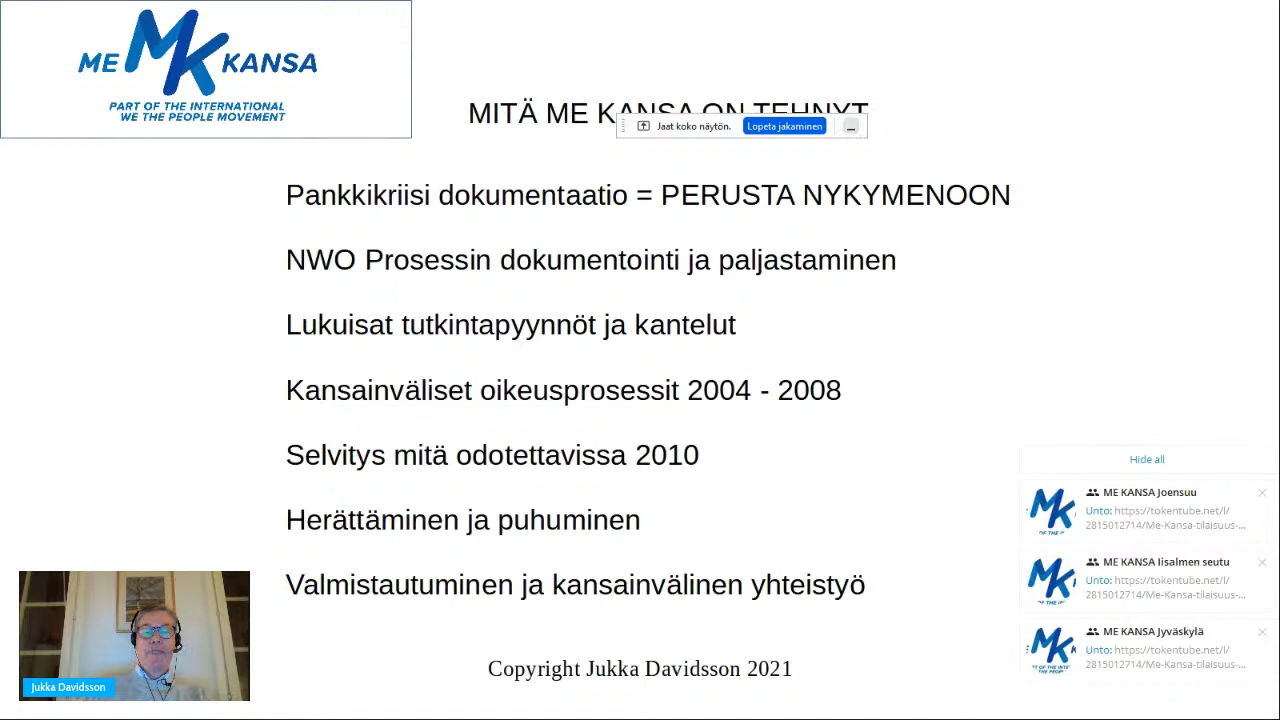 ME MK KANSA
PART OF THE INTERNATIONAL
WE THE PEOPLE MOVEMENT
MITÄ ME KANSA ON TEHNYT
Jaat koko näytön. Lopeta jakaminen
Pankkikriisi dokumentaatio = PERUSTA NYKYMENOON
NWO Prosessin dokumentointi ja paljastaminen
Lukuisat tutkintapyynnöt ja kantelut
Kansainväliset oikeusprosessit 2004 - 2008
Selvitys mitä odotettavissa 2010
Herättäminen ja puhuminen
Valmistautuminen ja kansainvälinen yhteistyö
Copyright Jukka Davidsson 2021
Jukka Davidsson
Hide all
ME KANSA Joensuu
Unto: https://tokentube.net/l/
2815012714/Me-Kansa-tilaisuus-...
ME KANSA Iisalmen seutu
Unto: https://tokentube.net/l/
2815012714/Me-Kansa-tilaisuus-...
ME KANSA Jyväskylä
Unto: https://tokentube.net/l/
2815012714/Me-Kansa-tilaisuus-...